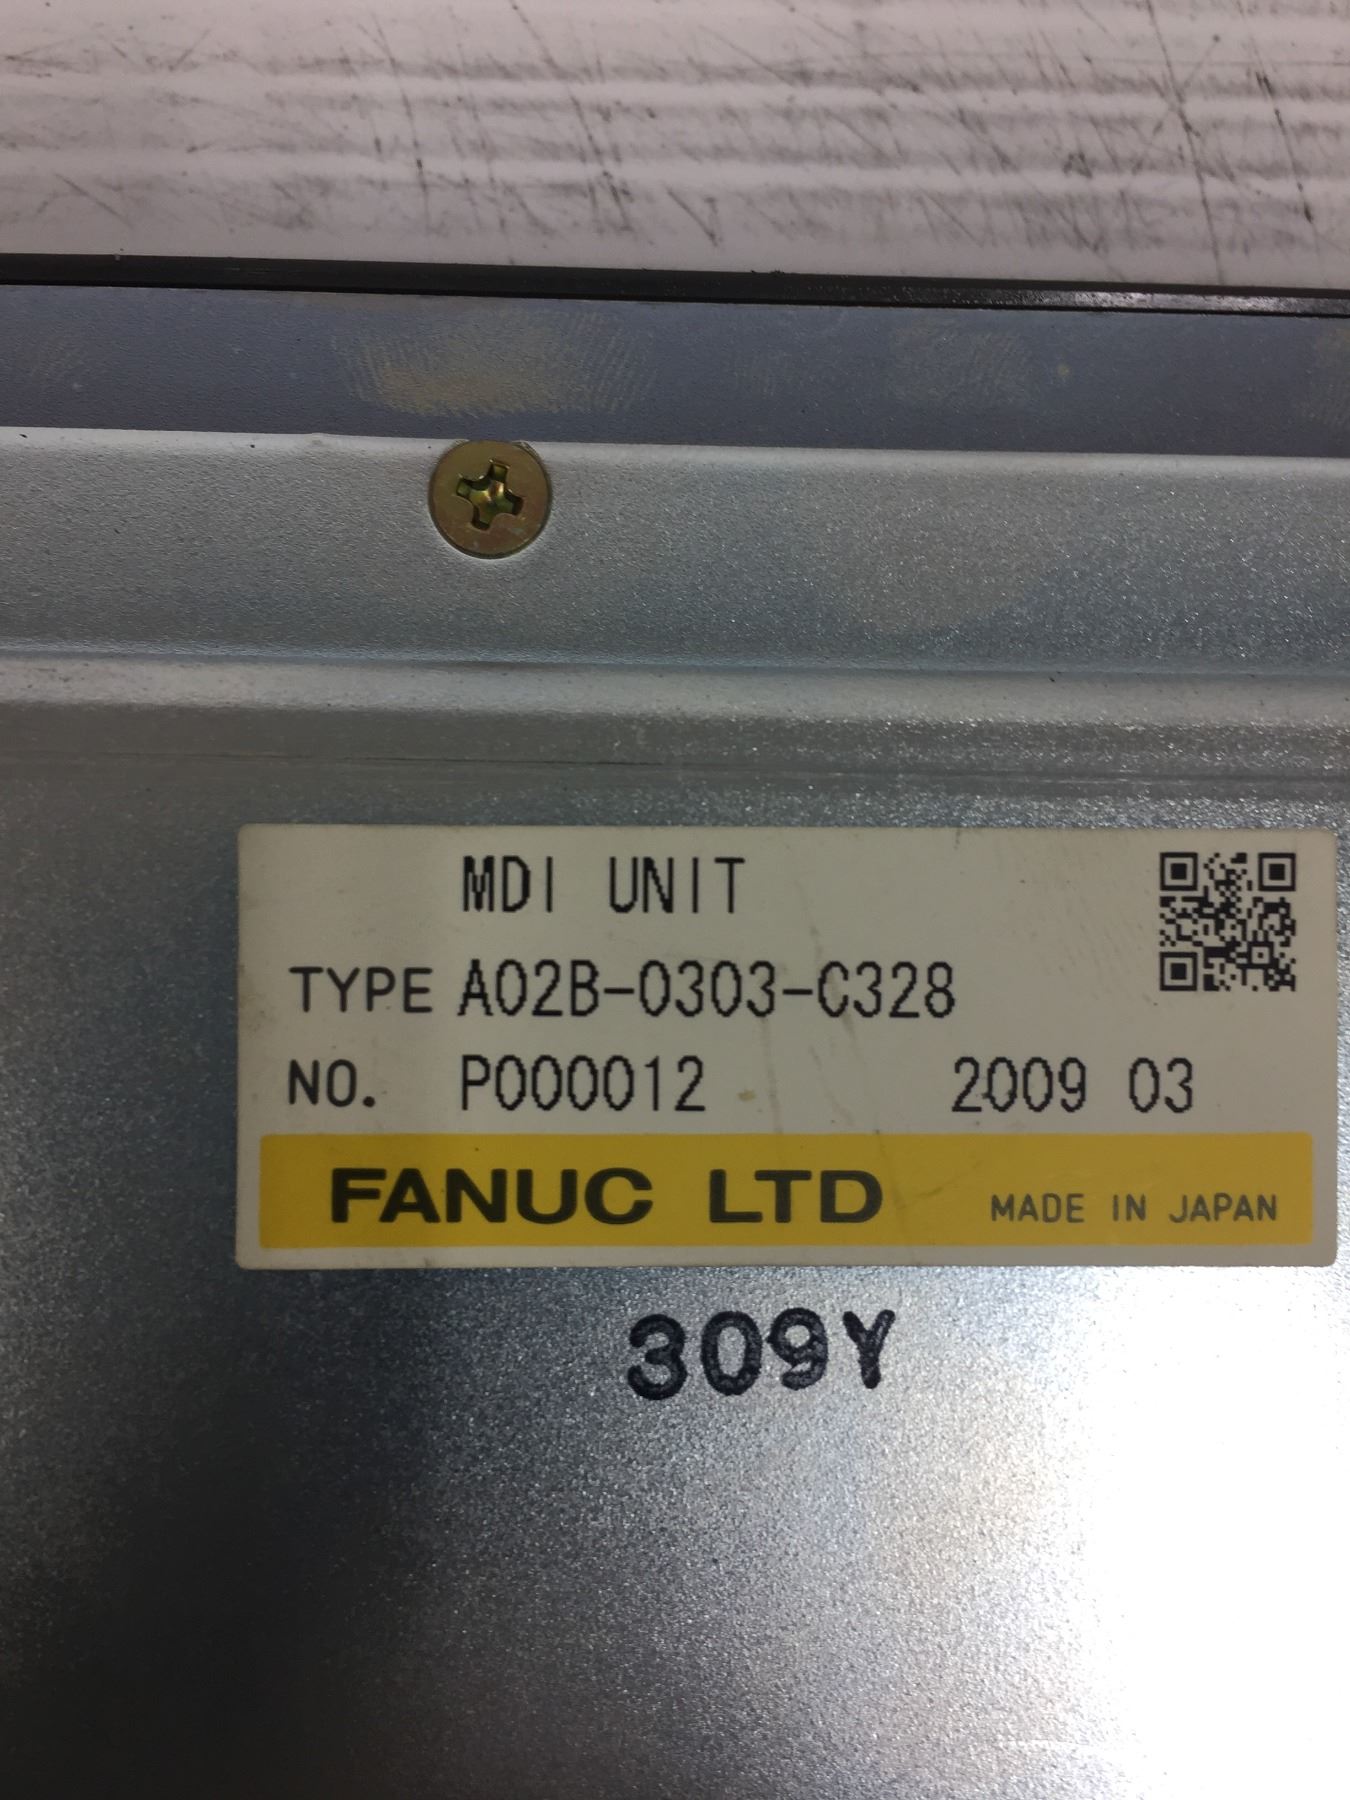 MDI UNIT
TYPE A02B-0303-C328
NO. P000012 2009 03
FANUC LTD MADE IN JAPAN
309Y